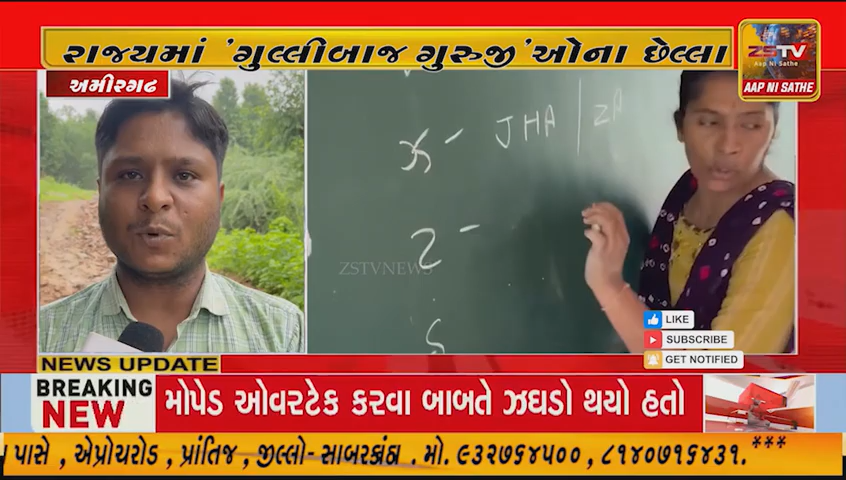 રાજ્યમાં 'ગુલ્લીબાજ ગુરુજી'ઓના છેલ્લા
ZSTV
Aap Ni Sathe
AAP NI SATHE
અમીરગઢ
ઝ - JHA | ZA
ટ -
ZSTVNEWS
LIKE
SUBSCRIBE
GET NOTIFIED
NEWS UPDATE
BREAKING
NEW
મોપેડ ઓવરટેક કરવા બાબતે ઝઘડો થયો હતો
પાસે , એપ્રોચરોડ , પ્રાંતિજ , જીલ્લો- સાબરકાંઠા . મો. ૯૩૨૭૬૪૫૦૦ , ૮૧૪૦૭૧૬૪૩૧.***